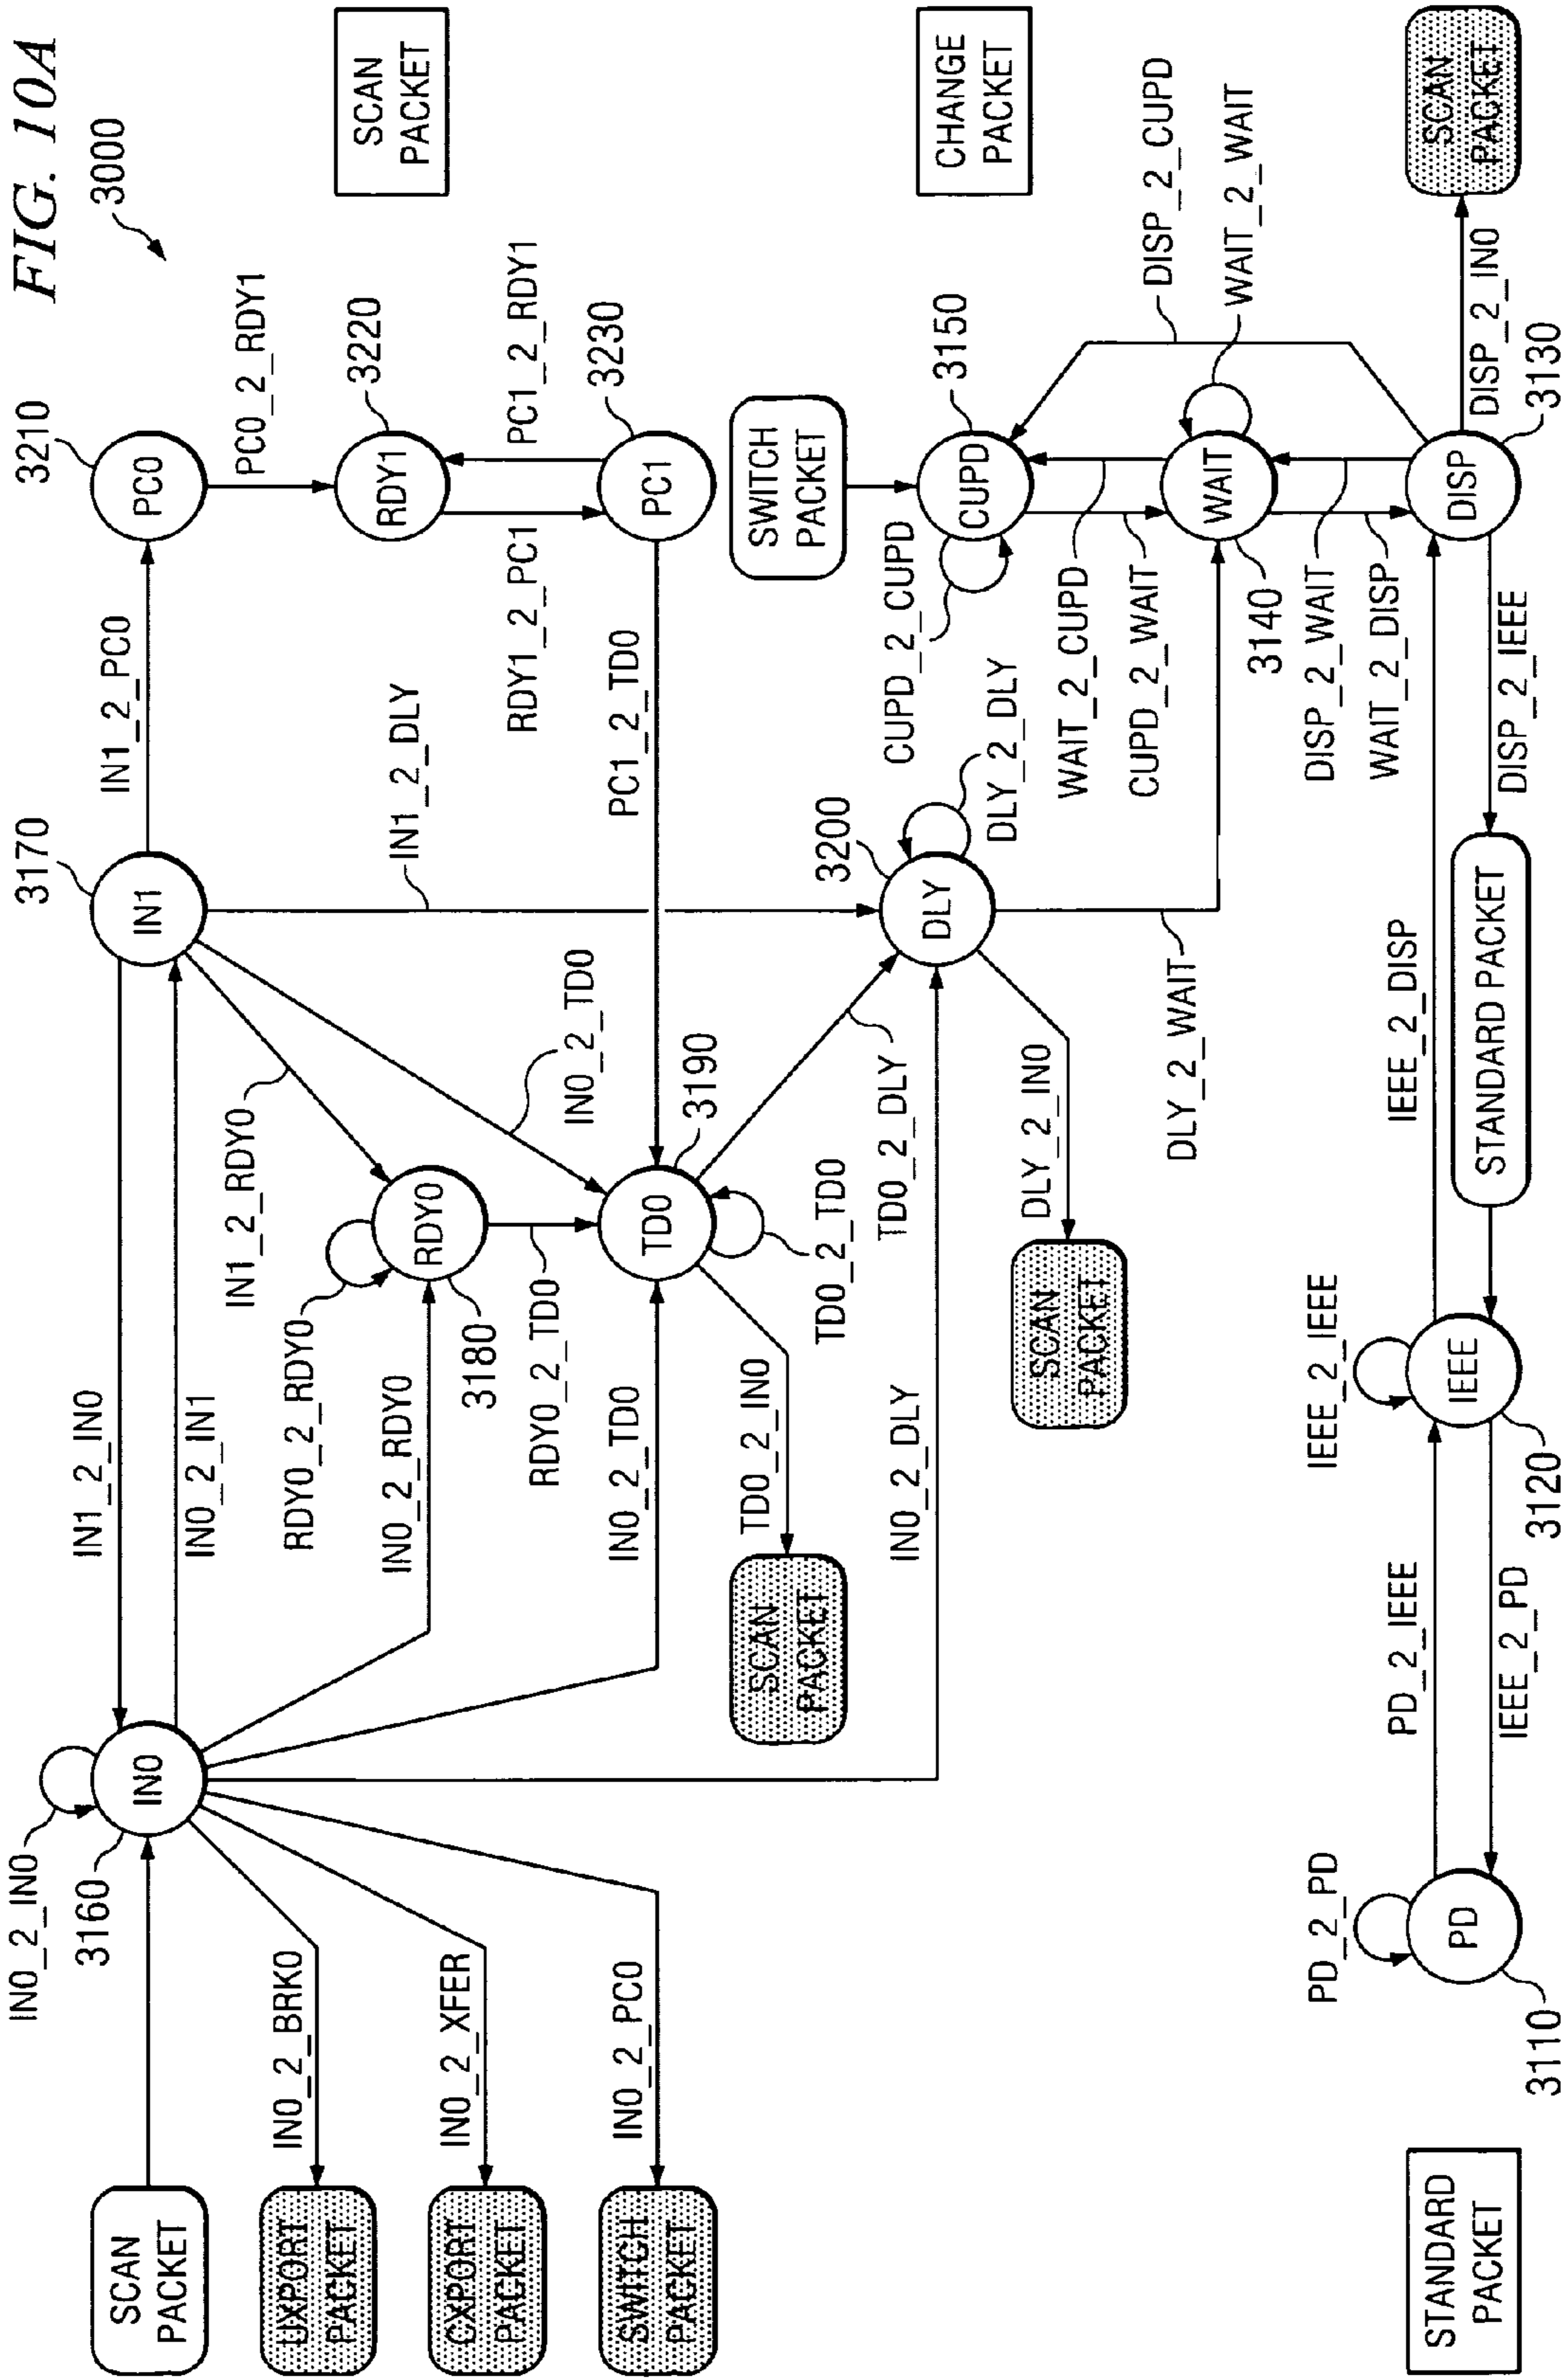 FIG. 10A
3000
SCAN
PACKET
CHANGE
PACKET
STANDARD
PACKET
SCAN
PACKET
UXPORT
PACKET
CXPORT
PACKET
SWITCH
PACKET
IN0_2_IN0
3160
IN0
IN0_2_BRK0
IN0_2_XFER
IN0_2_PC0
IN1_2_IN0
IN0_2_IN1
3170
IN1
IN1_2_PC0
3210
PC0
PC0_2_RDY1
3220
RDY1
PC1_2_RDY1
RDY1_2_PC1
3230
PC1
IN1_2_DLY
PC1_2_TD0
IN1_2_RDY0
RDY0_2_RDY0
IN0_2_RDY0
RDY0
3180
RDY0_2_TD0
IN0_2_TD0
IN0_2_TD0
TD0
3190
TD0_2_IN0
SCAN
PACKET
TD0_2_TD0
TD0_2_DLY
IN0_2_DLY
3200
DLY
DLY_2_DLY
DLY_2_IN0
SCAN
PACKET
DLY_2_WAIT
SWITCH
PACKET
CUPD_2_CUPD
CUPD
3150
DISP_2_CUPD
WAIT_2_CUPD
CUPD_2_WAIT
WAIT
3140
WAIT_2_WAIT
DISP_2_WAIT
WAIT_2_DISP
DISP
3130
DISP_2_IN0
SCAN
PACKET
PD_2_PD
PD
3110
PD_2_IEEE
IEEE_2_PD
IEEE_2_IEEE
IEEE
3120
IEEE_2_DISP
STANDARD PACKET
DISP_2_IEEE